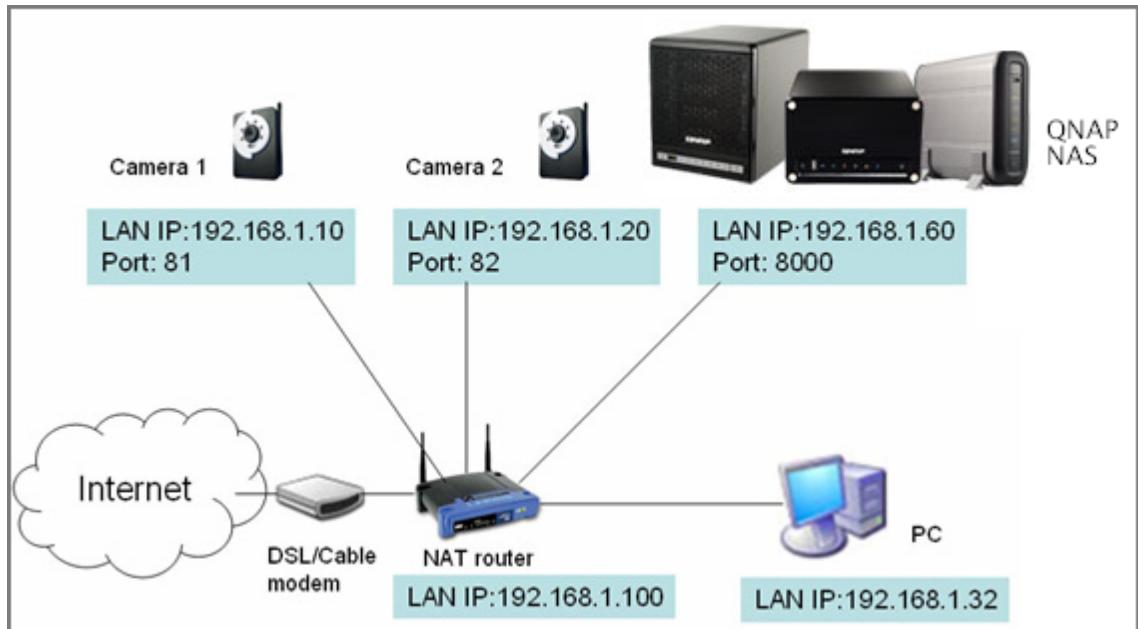 QNAP
NAS
Camera 1
Camera 2
LAN IP:192.168.1.10
Port: 81
LAN IP:192.168.1.20
Port: 82
LAN IP:192.168.1.60
Port: 8000
Internet
DSL/Cable
modem
NAT router
LAN IP:192.168.1.100
PC
LAN IP:192.168.1.32